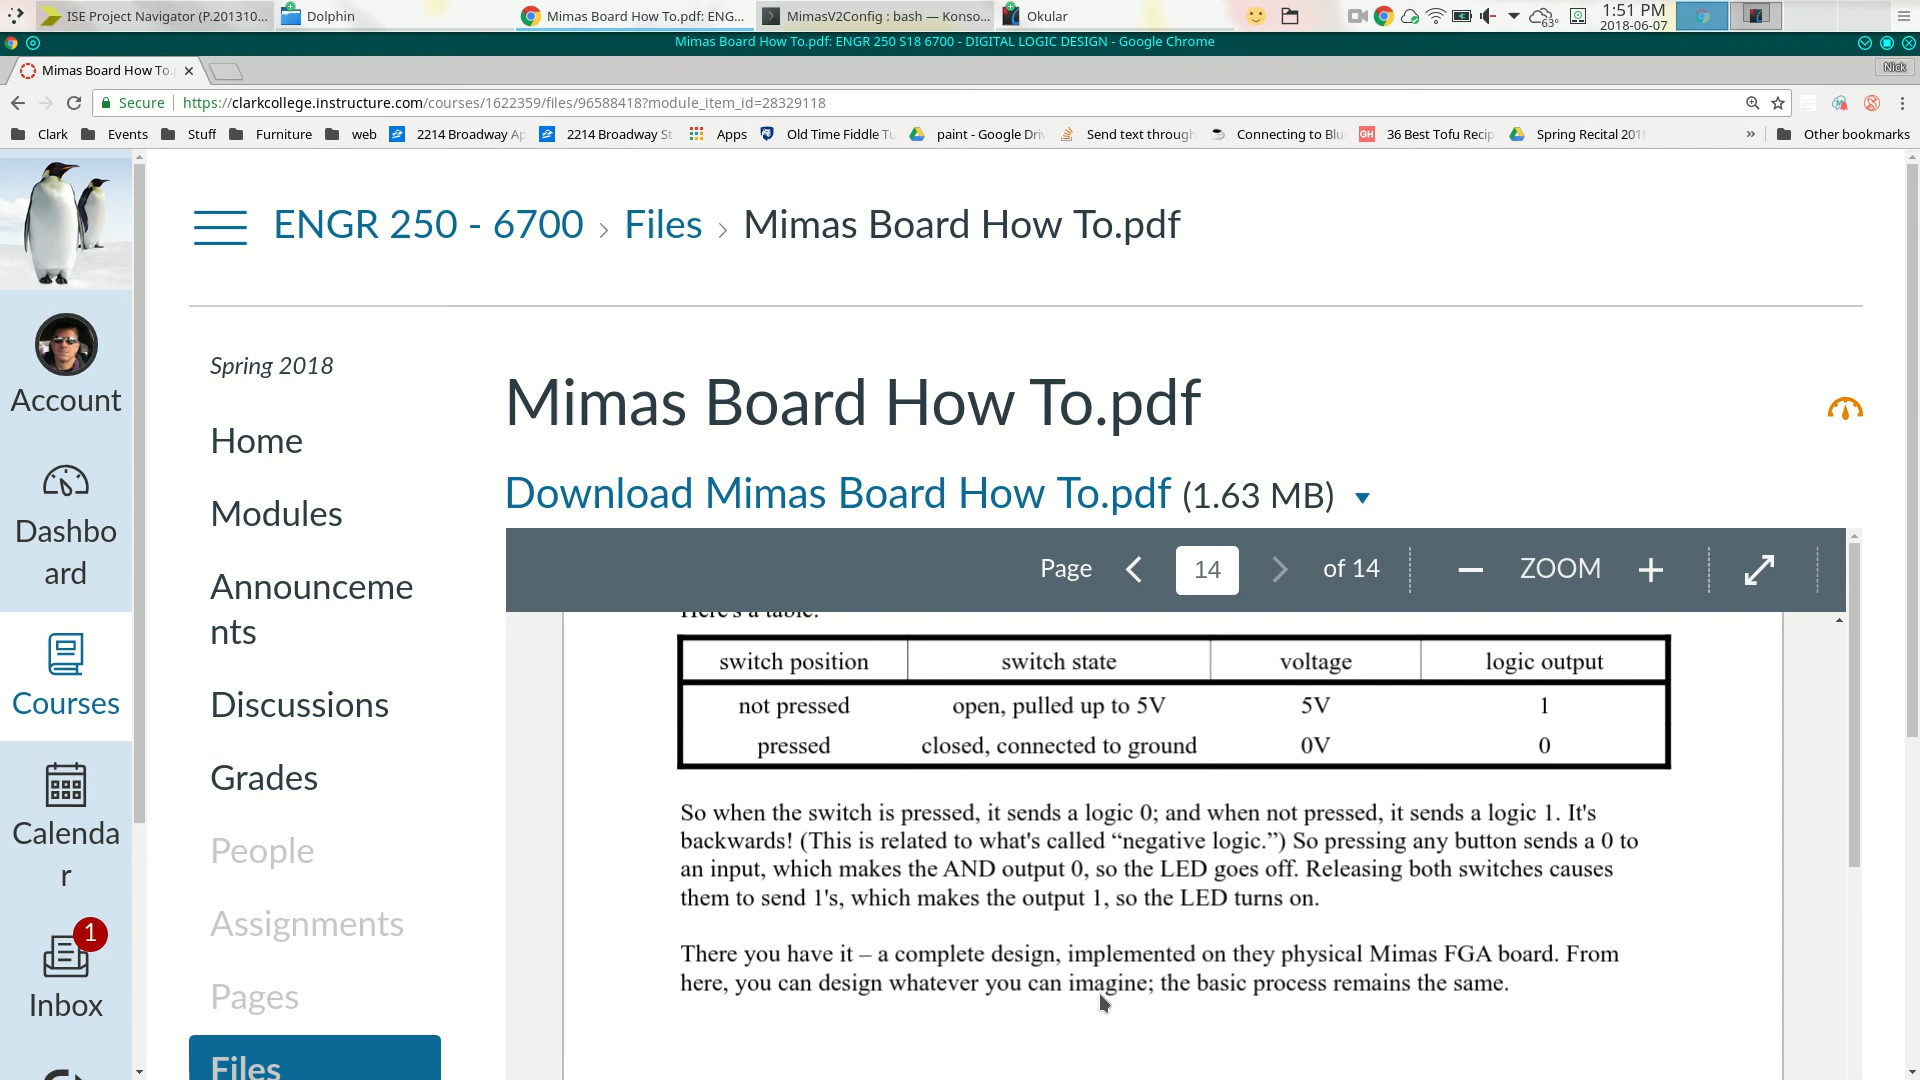 ISE Project Navigator (P.201310...
Dolphin
Mimas Board How To.pdf: ENG...
MimasV2Config : bash — Konso...
Okular
63°
1:51 PM
2018-06-07
Mimas Board How To.pdf: ENGR 250 S18 6700 - DIGITAL LOGIC DESIGN - Google Chrome
Mimas Board How To.
Nick
Secure
https://clarkcollege.instructure.com/courses/1622359/files/96588418?module_item_id=28329118
Clark
Events
Stuff
Furniture
web
2214 Broadway Ap
2214 Broadway St
Apps
Old Time Fiddle Tu
paint - Google Driv
Send text through
Connecting to Blu
GH
36 Best Tofu Recip
Spring Recital 2018
»
Other bookmarks
ENGR 250 - 6700 › Files › Mimas Board How To.pdf
Account
Dashbo
ard
Courses
Calenda
r
1
Inbox
Spring 2018
Home
Modules
Announceme
nts
Discussions
Grades
People
Assignments
Pages
Files
Mimas Board How To.pdf
Download Mimas Board How To.pdf (1.63 MB)
Page 14 of 14 ZOOM
Here's a table:
switch position switch state voltage logic output
not pressed open, pulled up to 5V 5V 1
pressed closed, connected to ground 0V 0
So when the switch is pressed, it sends a logic 0; and when not pressed, it sends a logic 1. It's
backwards! (This is related to what's called “negative logic.”) So pressing any button sends a 0 to
an input, which makes the AND output 0, so the LED goes off. Releasing both switches causes
them to send 1's, which makes the output 1, so the LED turns on.
There you have it – a complete design, implemented on they physical Mimas FGA board. From
here, you can design whatever you can imagine; the basic process remains the same.